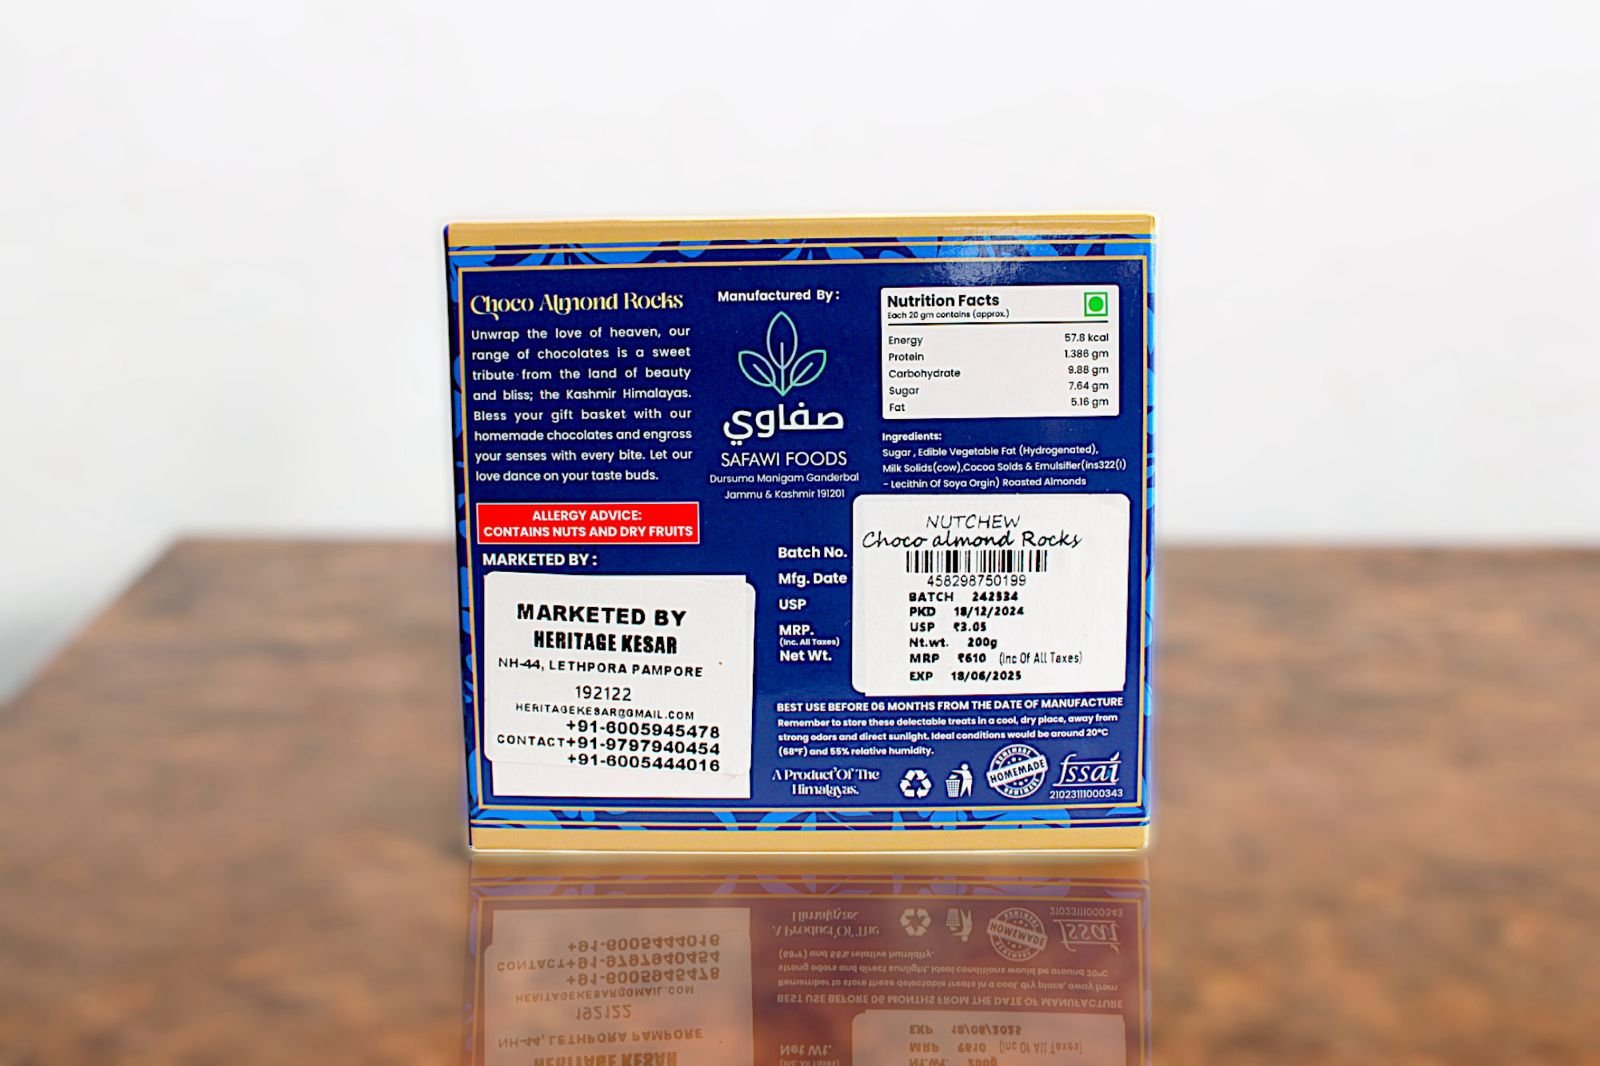 Choco Almond Rocks
Unwrap the love of heaven, our
range of chocolates is a sweet
tribute from the land of beauty
and bliss; the Kashmir Himalayas.
Bless your gift basket with our
homemade chocolates and engross
your senses with every bite. Let our
love dance on your taste buds.
ALLERGY ADVICE:
CONTAINS NUTS AND DRY FRUITS
MARKETED BY :
MARKETED BY
HERITAGE KESAR
NH-44, LETHPORA PAMPORE
192122
HERITAGEKESAR@GMAIL.COM
+91-6005945478
CONTACT+91-9797940454
+91-6005444016
Manufactured By :
صفاوي
SAFAWI FOODS
Dursuma Manigam Ganderbal
Jammu & Kashmir 191201
Nutrition Facts
Each 20 gm contains (approx.)
Energy 57.8 kcal
Protein 1.386 gm
Carbohydrate 9.88 gm
Sugar 7.64 gm
Fat 5.16 gm
Ingredients:
Sugar , Edible Vegetable Fat (Hydrogenated),
Milk Solids(cow),Cocoa Solds & Emulsifier(ins322(I)
- Lecithin Of Soya Orgin) Roasted Almonds
Batch No.
Mfg. Date
USP
MRP.
(Inc. All Taxes)
Net Wt.
NUTCHEW
Choco almond Rocks
458298750199
BATCH 242534
PKD 18/12/2024
USP ₹3.05
Nt.wt. 200g
MRP ₹610 (Inc Of All Taxes)
EXP 18/06/2025
BEST USE BEFORE 06 MONTHS FROM THE DATE OF MANUFACTURE
Remember to store these delectable treats in a cool, dry place, away from
strong odors and direct sunlight. Ideal conditions would be around 20°C
(68°F) and 55% relative humidity.
A Product Of The
Himalayas.
HOMEMADE
HOMEMADE
HOMEMADE
fssai
21023111000343